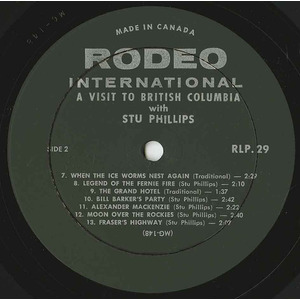 MADE IN CANADA
RODEO
INTERNATIONAL
A VISIT TO BRITISH COLUMBIA
with
STU PHILLIPS
SIDE 2
RLP. 29
7. WHEN THE ICE WORMS NEST AGAIN (Traditional) — 2:29
8. LEGEND OF THE FERNIE FIRE (Stu Phillips) — 2:10
9. THE GRAND HOTEL (Traditional) — 1:37
10. BILL BARKER'S PARTY (Stu Phillips) — 2:42
11. ALEXANDER MACKENZIE (Stu Phillips) — 2:22
12. MOON OVER THE ROCKIES (Stu Phillips) — 2:40
13. FRASER'S HIGHWAY (Stu Phillips) —
(MG-148)